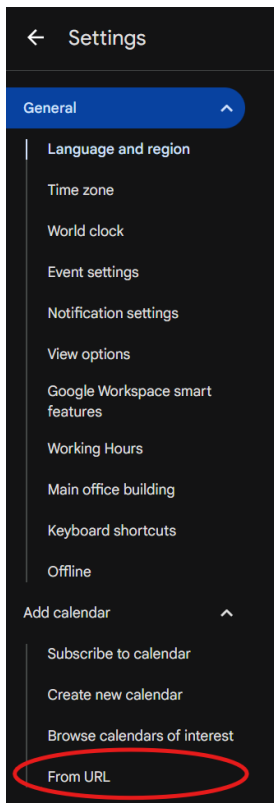 Settings
General
Language and region
Time zone
World clock
Event settings
Notification settings
View options
Google Workspace smart
features
Working Hours
Main office building
Keyboard shortcuts
Offline
Add calendar
Subscribe to calendar
Create new calendar
Browse calendars of interest
From URL